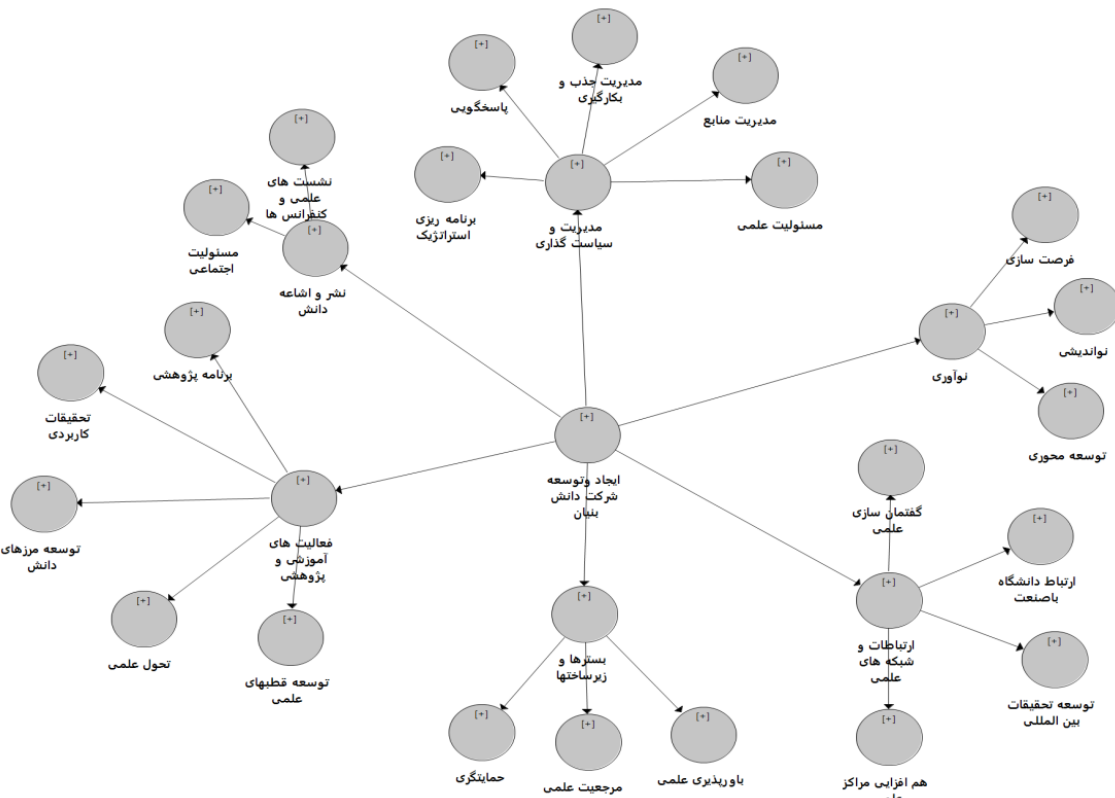 [+]
مدیریت جذب و
بکارگیری
[+]
پاسخگویی
[+]
مدیریت منابع
[+]
نشست های
علمی و
کنفرانس ها
[+]
برنامه ریزی
استراتژیک
[+]
مدیریت و
سیاست گذاری
[+]
مسئولیت علمی
[+]
مسئولیت
اجتماعی
[+]
نشر و اشاعه
دانش
[+]
فرصت سازی
[+]
نواندیشی
[+]
نوآوری
[+]
توسعه محوری
[+]
برنامه پژوهشی
[+]
تحقیقات
کاربردی
[+]
ایجاد وتوسعه
شرکت دانش
بنیان
[+]
گفتمان سازی
علمی
[+]
توسعه مرزهای
دانش
[+]
فعالیت های
آموزشی و
پژوهشی
[+]
ارتباط دانشگاه
باصنعت
[+]
تحول علمی
[+]
توسعه قطبهای
علمی
[+]
بسترها و
زیرساختها
[+]
ارتباطات و
شبکه های
علمی
[+]
توسعه تحقیقات
بین المللی
[+]
حمایتگری
[+]
مرجعیت علمی
[+]
باورپذیری علمی
[+]
هم افزایی مراکز